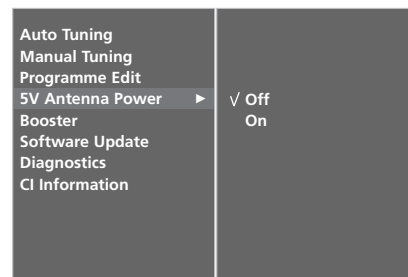 Auto Tuning
Manual Tuning
Programme Edit
5V Antenna Power ►
√ Off
On
Booster
Software Update
Diagnostics
CI Information